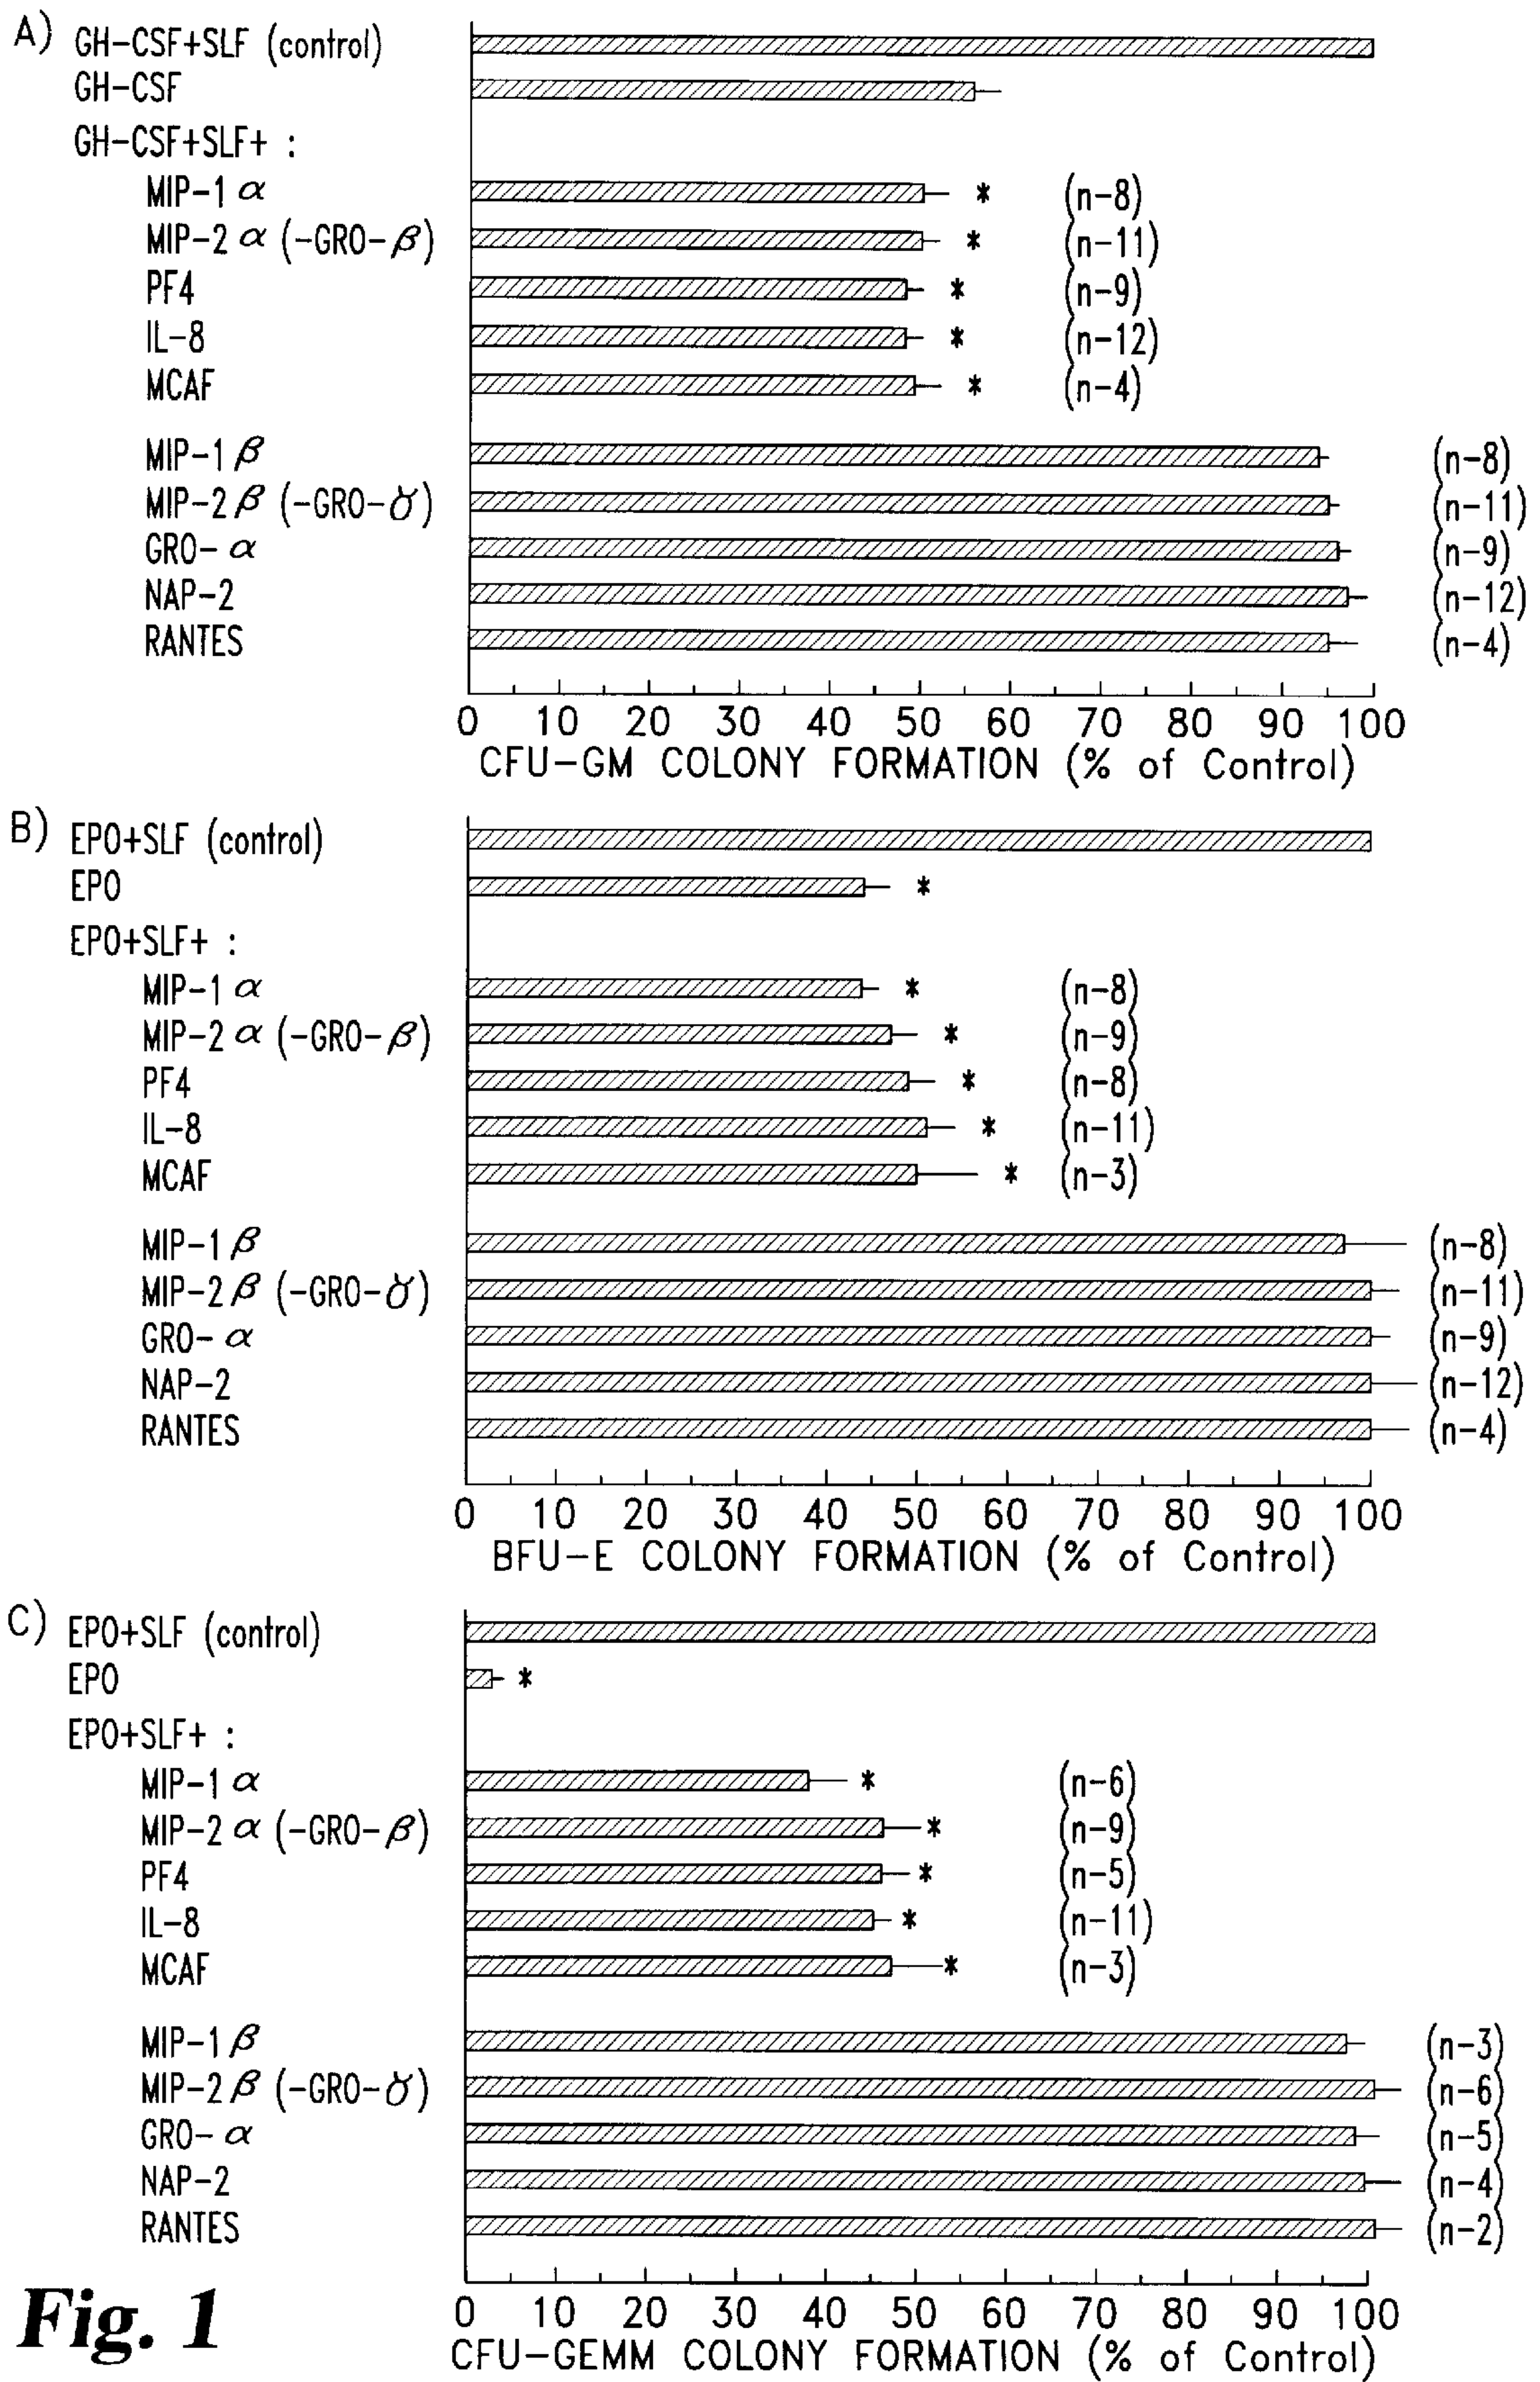 A) GH-CSF+SLF (control)
GH-CSF
GH-CSF+SLF+ :
MIP-1 α * (n-8)
MIP-2 α (-GRO-β) * (n-11)
PF4 * (n-9)
IL-8 * (n-12)
MCAF * (n-4)
MIP-1 β (n-8)
MIP-2 β (-GRO-ɣ) (n-11)
GRO- α (n-9)
NAP-2 (n-12)
RANTES (n-4)
0 10 20 30 40 50 60 70 80 90 100
CFU-GM COLONY FORMATION (% of Control)
B) EPO+SLF (control)
EPO *
EPO+SLF+ :
MIP-1 α * (n-8)
MIP-2 α (-GRO-β) * (n-9)
PF4 * (n-8)
IL-8 * (n-11)
MCAF * (n-3)
MIP-1 β (n-8)
MIP-2 β (-GRO-ɣ) (n-11)
GRO- α (n-9)
NAP-2 (n-12)
RANTES (n-4)
0 10 20 30 40 50 60 70 80 90 100
BFU-E COLONY FORMATION (% of Control)
C) EPO+SLF (control)
EPO *
EPO+SLF+ :
MIP-1 α * (n-6)
MIP-2 α (-GRO-β) * (n-9)
PF4 * (n-5)
IL-8 * (n-11)
MCAF * (n-3)
MIP-1 β (n-3)
MIP-2 β (-GRO-ɣ) (n-6)
GRO- α (n-5)
NAP-2 (n-4)
RANTES (n-2)
0 10 20 30 40 50 60 70 80 90 100
CFU-GEMM COLONY FORMATION (% of Control)
Fig. 1